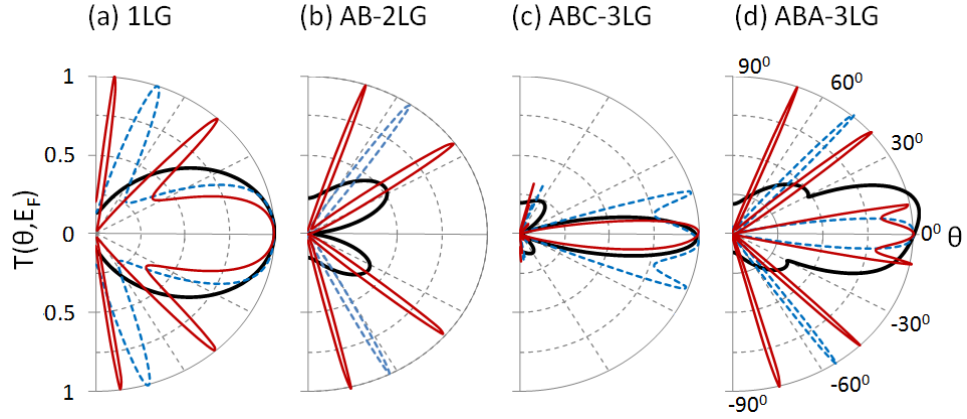 (a) 1LG
(b) AB-2LG
(c) ABC-3LG
(d) ABA-3LG
T(θ,E_F)
1
0.5
0
0.5
1
90⁰
60⁰
30⁰
0⁰ θ
-30⁰
-60⁰
-90⁰